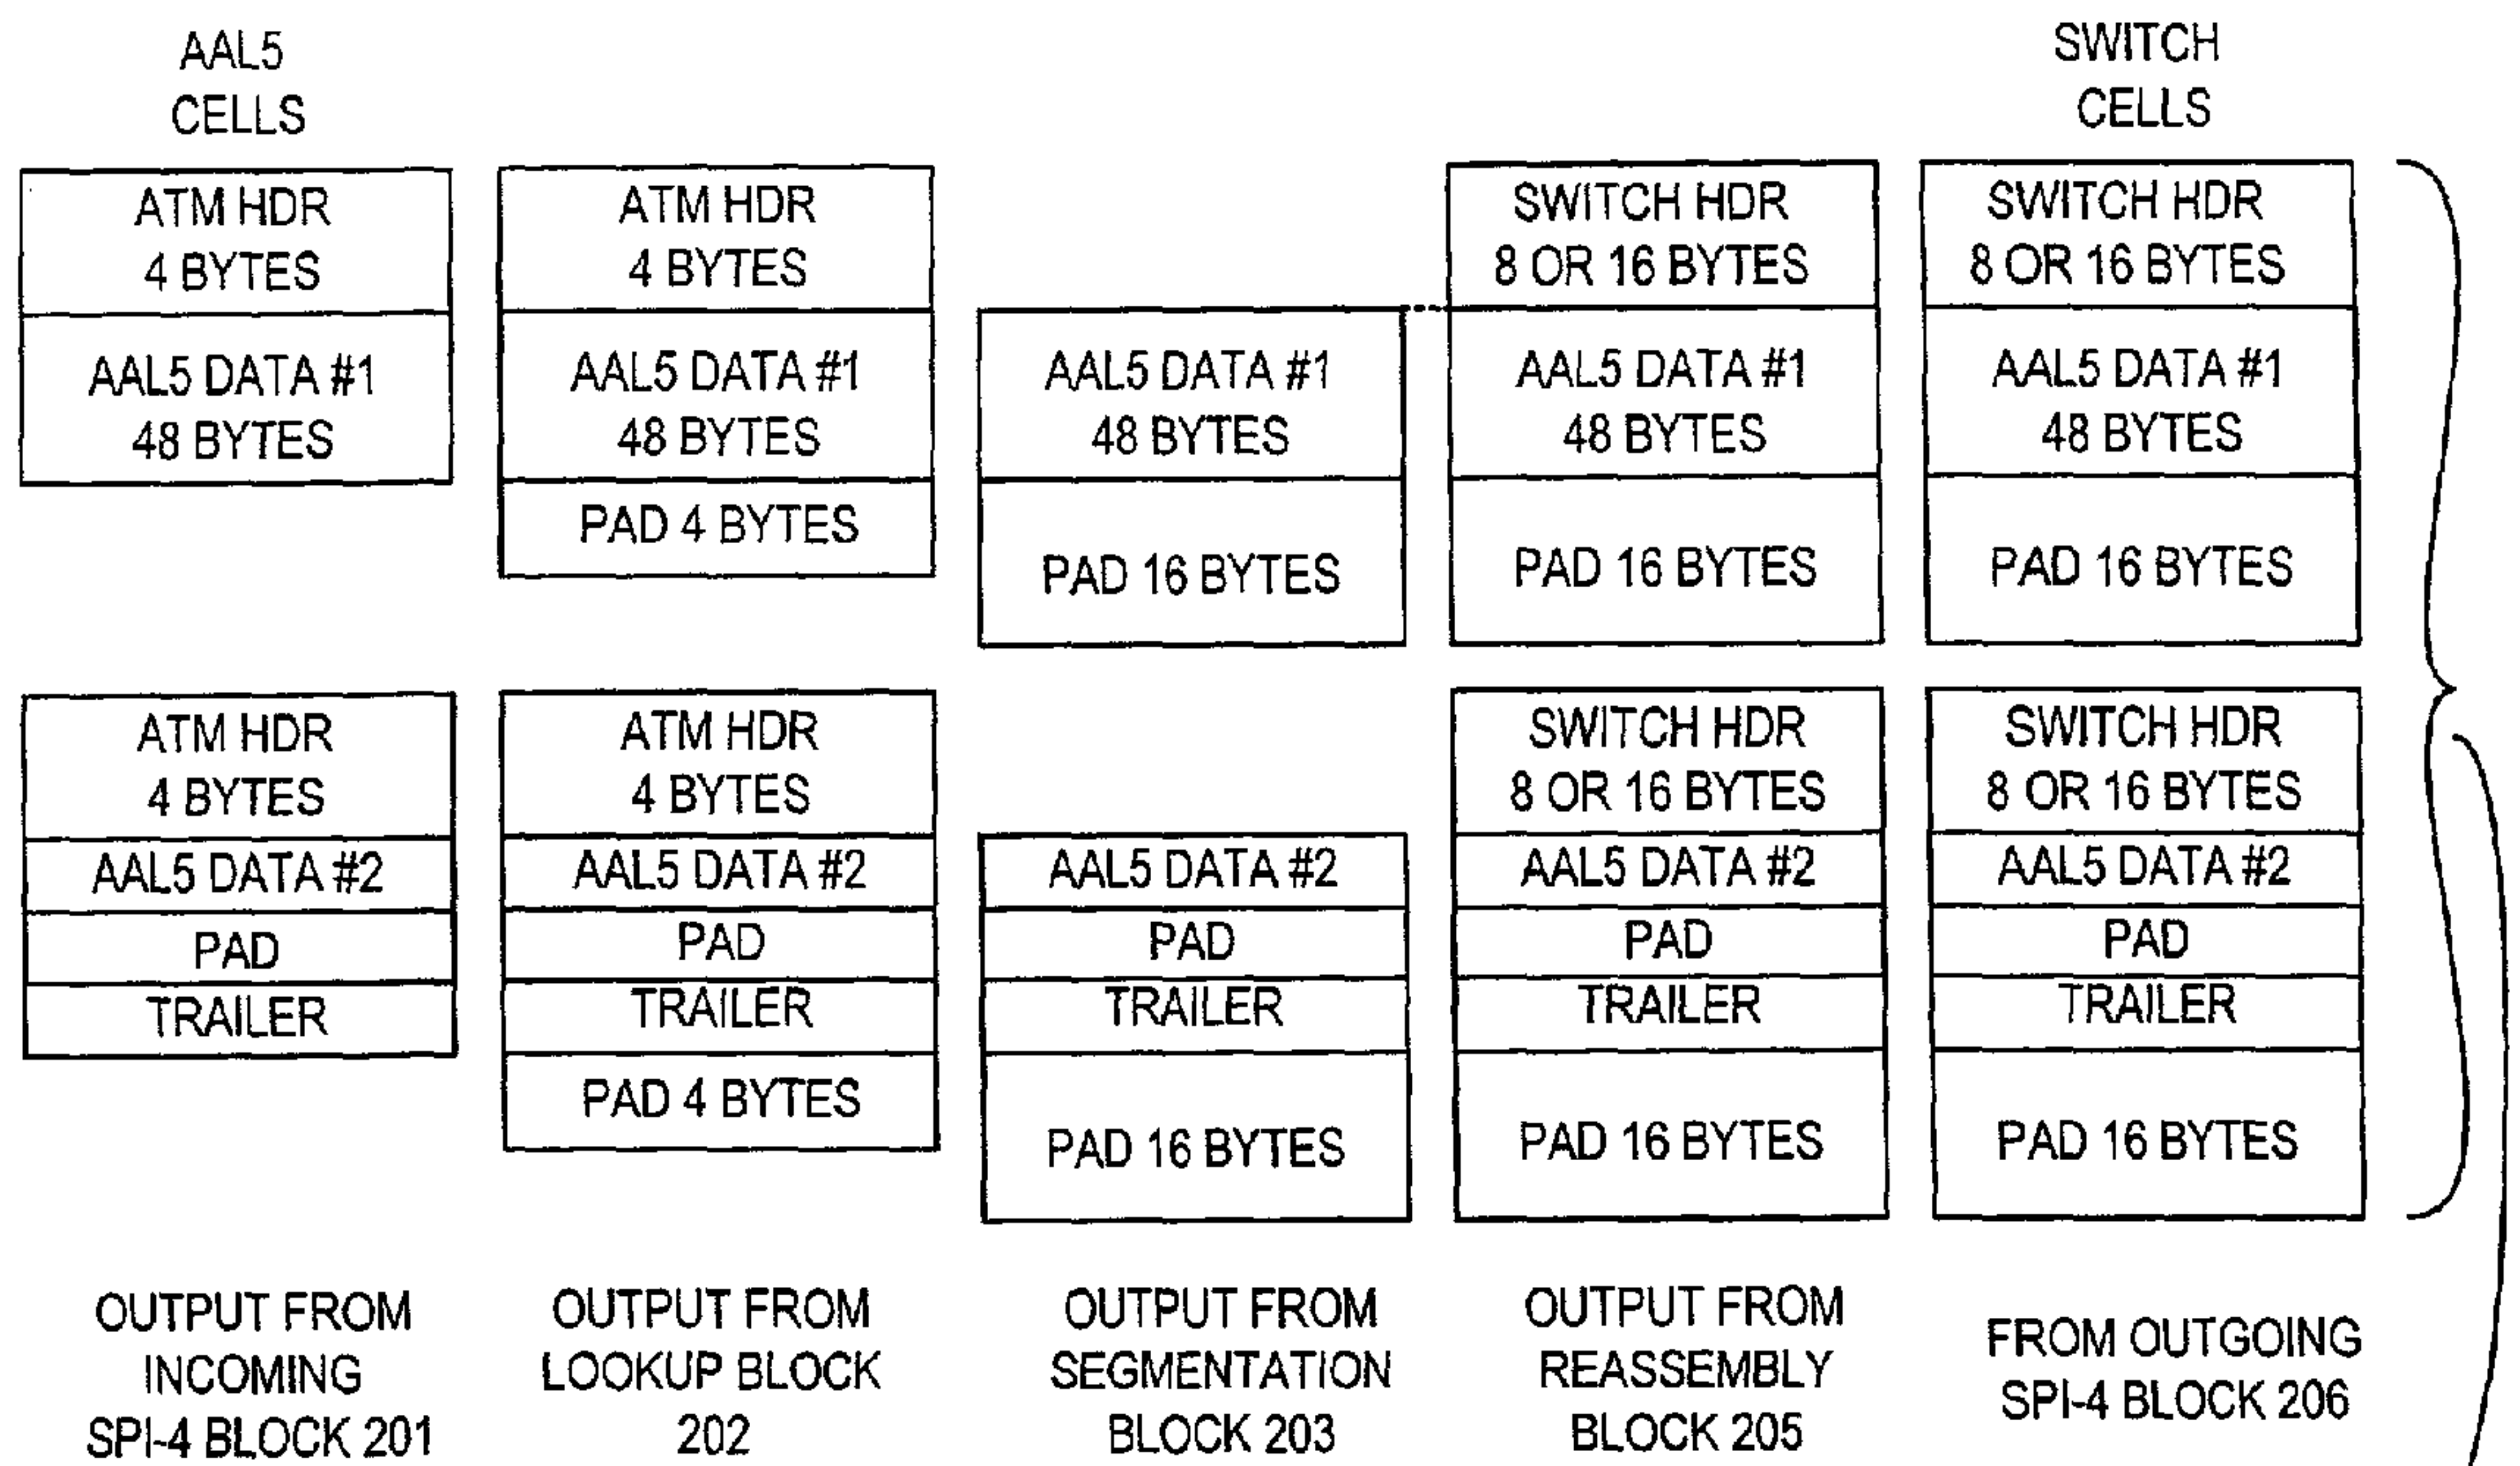 AAL5
CELLS
ATM HDR
4 BYTES
AAL5 DATA #1
48 BYTES
ATM HDR
4 BYTES
AAL5 DATA #1
48 BYTES
PAD 4 BYTES
AAL5 DATA #1
48 BYTES
PAD 16 BYTES
SWITCH HDR
8 OR 16 BYTES
AAL5 DATA #1
48 BYTES
PAD 16 BYTES
SWITCH
CELLS
SWITCH HDR
8 OR 16 BYTES
AAL5 DATA #1
48 BYTES
PAD 16 BYTES
ATM HDR
4 BYTES
AAL5 DATA #2
PAD
TRAILER
ATM HDR
4 BYTES
AAL5 DATA #2
PAD
TRAILER
PAD 4 BYTES
AAL5 DATA #2
PAD
TRAILER
PAD 16 BYTES
SWITCH HDR
8 OR 16 BYTES
AAL5 DATA #2
PAD
TRAILER
PAD 16 BYTES
SWITCH HDR
8 OR 16 BYTES
AAL5 DATA #2
PAD
TRAILER
PAD 16 BYTES
OUTPUT FROM
INCOMING
SPI-4 BLOCK 201
OUTPUT FROM
LOOKUP BLOCK
202
OUTPUT FROM
SEGMENTATION
BLOCK 203
OUTPUT FROM
REASSEMBLY
BLOCK 205
FROM OUTGOING
SPI-4 BLOCK 206